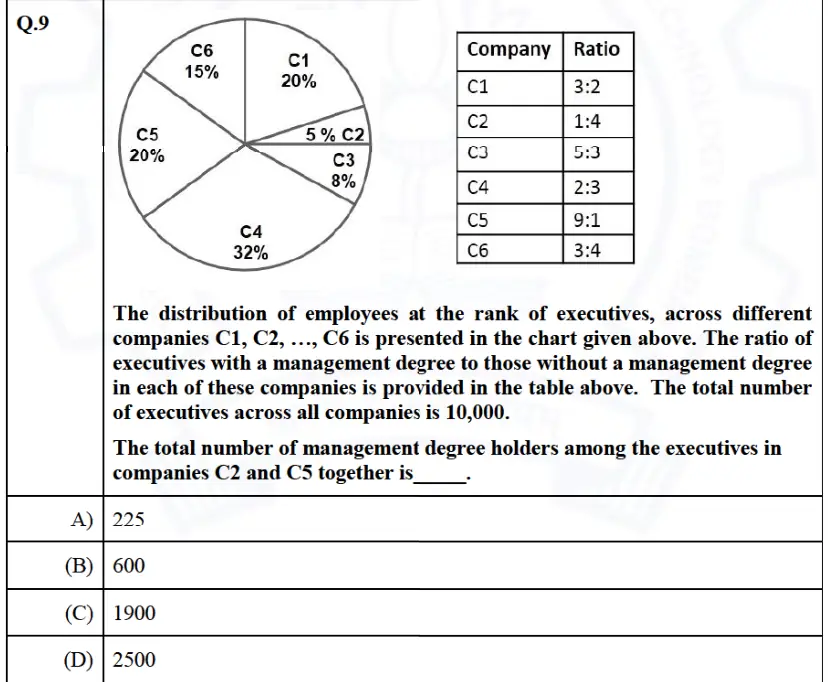 Q.9
C6
15%
C1
20%
5 % C2
C5
20%
C3
8%
C4
32%
Company Ratio
C1 3:2
C2 1:4
C3 5:3
C4 2:3
C5 9:1
C6 3:4
The distribution of employees at the rank of executives, across different
companies C1, C2, …, C6 is presented in the chart given above. The ratio of
executives with a management degree to those without a management degree
in each of these companies is provided in the table above. The total number
of executives across all companies is 10,000.
The total number of management degree holders among the executives in
companies C2 and C5 together is_____.
A) 225
(B) 600
(C) 1900
(D) 2500